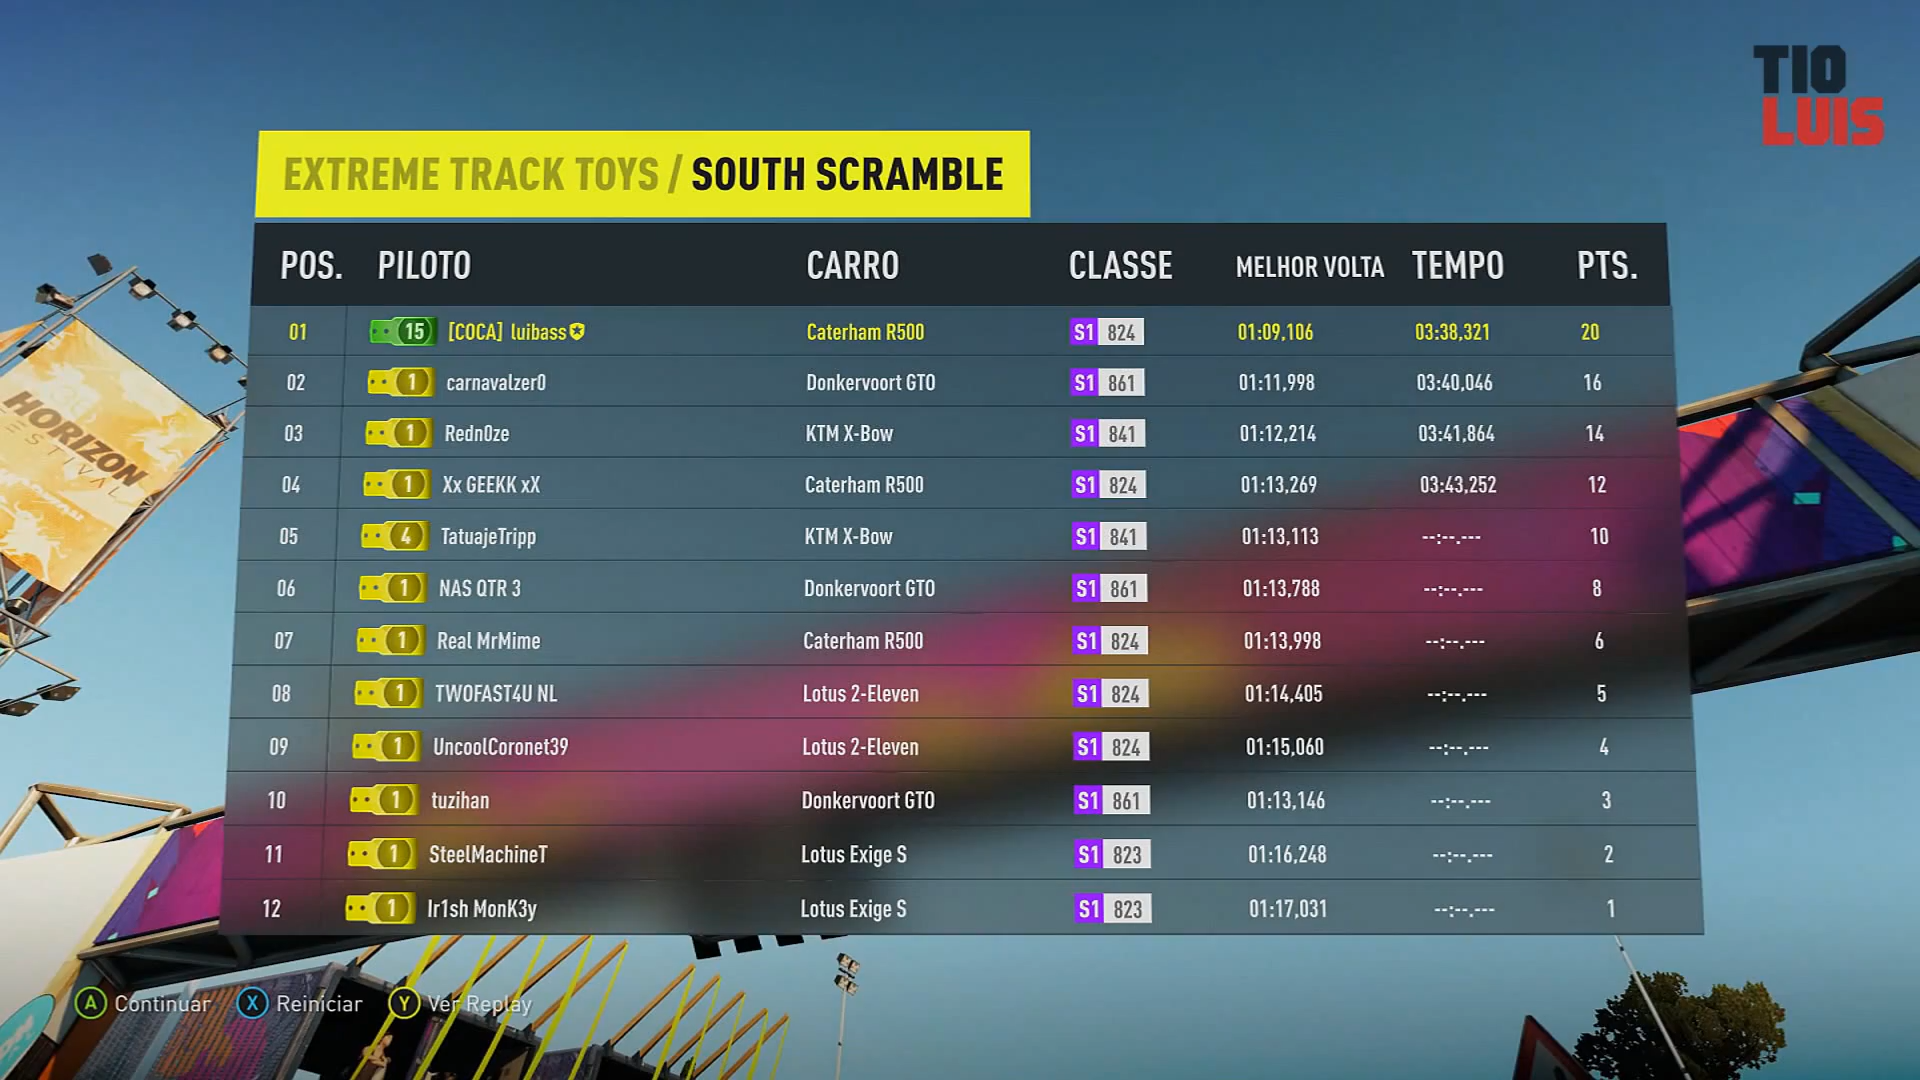 TIO
LUIS
EXTREME TRACK TOYS / SOUTH SCRAMBLE
POS. PILOTO CARRO CLASSE MELHOR VOLTA TEMPO PTS.
01 15 [COCA] luibass Caterham R500 S1 824 01:09,106 03:38,321 20
02 1 carnavalzer0 Donkervoort GTO S1 861 01:11,998 03:40,046 16
03 1 Redn0ze KTM X-Bow S1 841 01:12,214 03:41,864 14
04 1 Xx GEEKK xX Caterham R500 S1 824 01:13,269 03:43,252 12
05 4 TatuajeTripp KTM X-Bow S1 841 01:13,113 --:--.--- 10
06 1 NAS QTR 3 Donkervoort GTO S1 861 01:13,788 --:--.--- 8
07 1 Real MrMime Caterham R500 S1 824 01:13,998 --:--.--- 6
08 1 TWOFAST4U NL Lotus 2-Eleven S1 824 01:14,405 --:--.--- 5
09 1 UncoolCoronet39 Lotus 2-Eleven S1 824 01:15,060 --:--.--- 4
10 1 tuzihan Donkervoort GTO S1 861 01:13,146 --:--.--- 3
11 1 SteelMachineT Lotus Exige S S1 823 01:16,248 --:--.--- 2
12 1 Ir1sh MonK3y Lotus Exige S S1 823 01:17,031 --:--.--- 1
HORIZON
A Continuar X Reiniciar Y Ver Replay